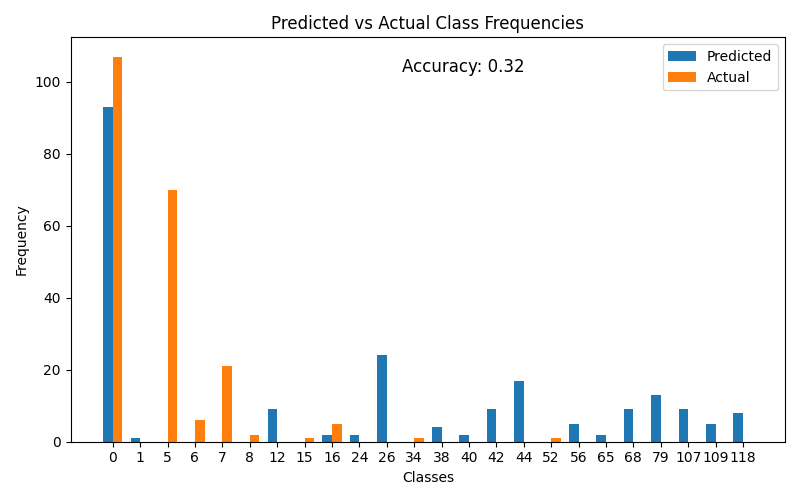 Predicted vs Actual Class Frequencies
Accuracy: 0.32
Predicted
Actual
Frequency
100
80
60
40
20
0
0 1 5 6 7 8 12 15 16 24 26 34 38 40 42 44 52 56 65 68 79 107 109 118
Classes